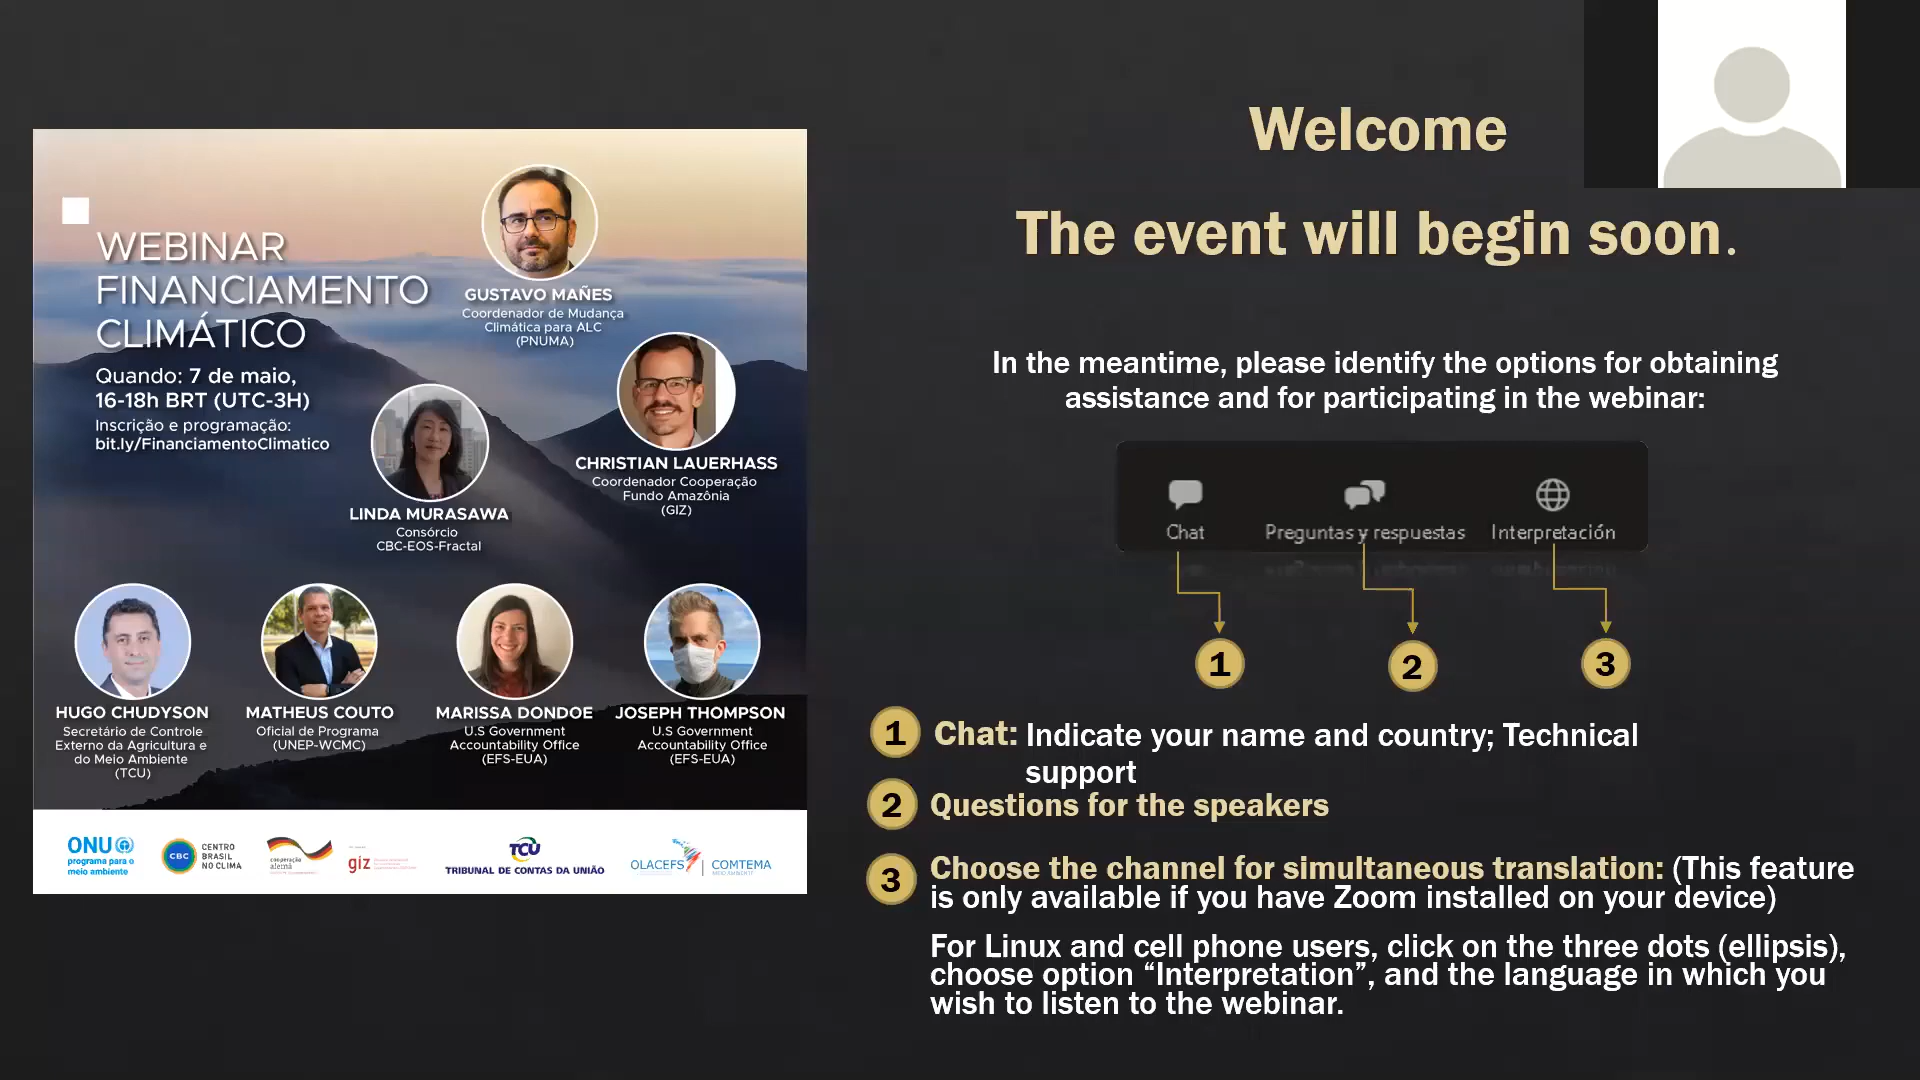 WEBINAR
FINANCIAMENTO
CLIMÁTICO
Quando: 7 de maio,
16-18h BRT (UTC-3H)
Inscrição e programação:
bit.ly/FinanciamentoClimatico
GUSTAVO MAÑES
Coordenador de Mudança
Climática para ALC
(PNUMA)
CHRISTIAN LAUERHASS
Coordenador Cooperação
Fundo Amazônia
(GIZ)
LINDA MURASAWA
Consórcio
CBC-EOS-Fractal
HUGO CHUDYSON
Secretário de Controle
Externo da Agricultura e
do Meio Ambiente
(TCU)
MATHEUS COUTO
Oficial de Programa
(UNEP-WCMC)
MARISSA DONDOE
U.S Government
Accountability Office
(EFS-EUA)
JOSEPH THOMPSON
U.S Government
Accountability Office
(EFS-EUA)
ONU
programa para o
meio ambiente
CBC
CENTRO
BRASIL
NO CLIMA
cooperação
alemã
giz
TCU
TRIBUNAL DE CONTAS DA UNIÃO
OLACEFS | COMTEMA
Welcome
The event will begin soon.
In the meantime, please identify the options for obtaining
assistance and for participating in the webinar:
Chat
Preguntas y respuestas
Interpretación
1
2
3
1 Chat: Indicate your name and country; Technical
support
2 Questions for the speakers
3 Choose the channel for simultaneous translation: (This feature
is only available if you have Zoom installed on your device)
For Linux and cell phone users, click on the three dots (ellipsis),
choose option “Interpretation”, and the language in which you
wish to listen to the webinar.